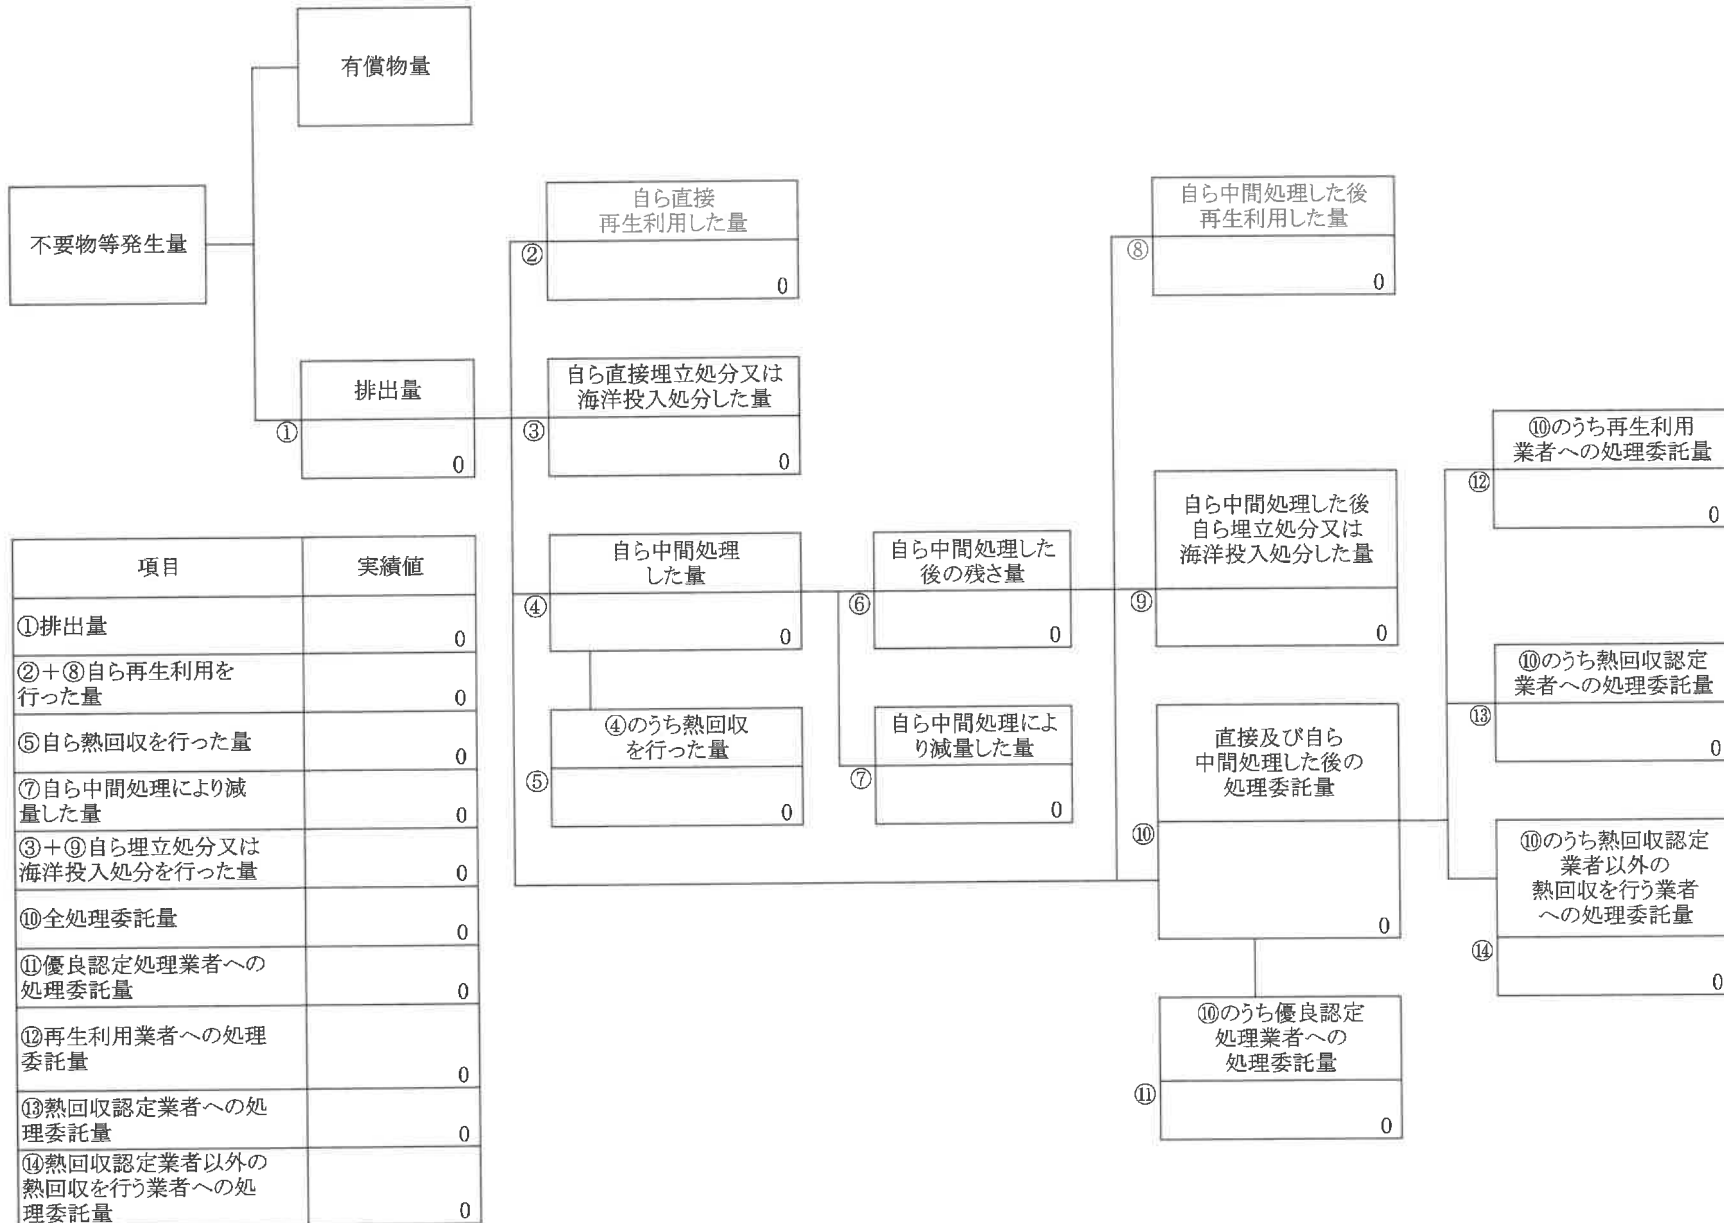 有償物量
不要物等発生量
排出量
①
0
自ら直接
再生利用した量
②
0
自ら直接埋立処分又は
海洋投入処分した量
③
0
自ら中間処理
した量
④
0
④のうち熱回収
を行った量
⑤
0
自ら中間処理した
後の残さ量
⑥
0
自ら中間処理によ
り減量した量
⑦
0
自ら中間処理した後
再生利用した量
⑧
0
自ら中間処理した後
自ら埋立処分又は
海洋投入処分した量
⑨
0
直接及び自ら
中間処理した後の
処理委託量
⑩
0
⑩のうち優良認定
処理業者への
処理委託量
⑪
0
⑩のうち再生利用
業者への処理委託量
⑫
0
⑩のうち熱回収認定
業者への処理委託量
⑬
0
⑩のうち熱回収認定
業者以外の
熱回収を行う業者
への処理委託量
⑭
0
項目 実績値
①排出量
0
②+⑧自ら再生利用を
行った量 0
⑤自ら熱回収を行った量
0
⑦自ら中間処理により減
量した量 0
③+⑨自ら埋立処分又は
海洋投入処分を行った量 0
⑩全処理委託量
0
⑪優良認定処理業者への
処理委託量 0
⑫再生利用業者への処理
委託量
0
⑬熱回収認定業者への処
理委託量 0
⑭熱回収認定業者以外の
熱回収を行う業者への処
理委託量 0